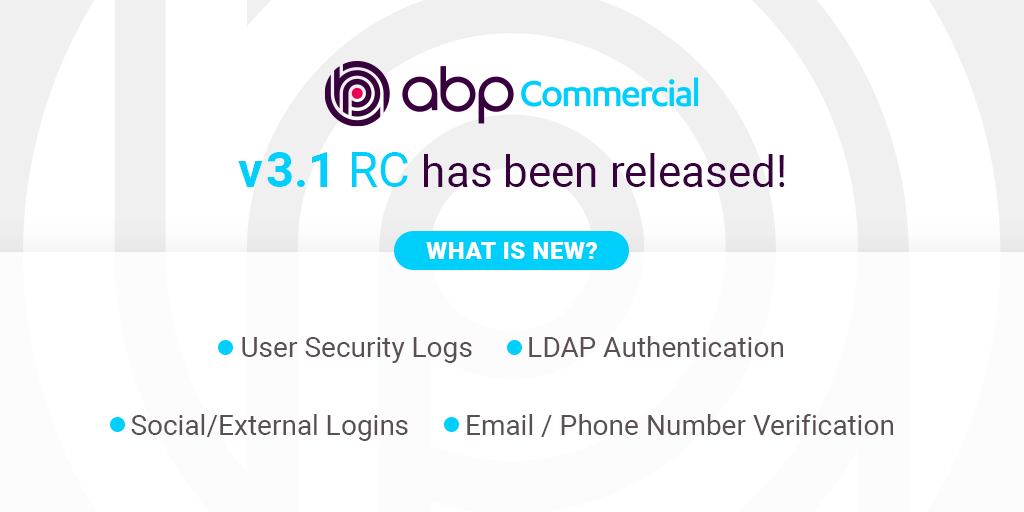 abp Commercial
v3.1 RC has been released!
WHAT IS NEW?
User Security Logs
LDAP Authentication
Social/External Logins
Email / Phone Number Verification